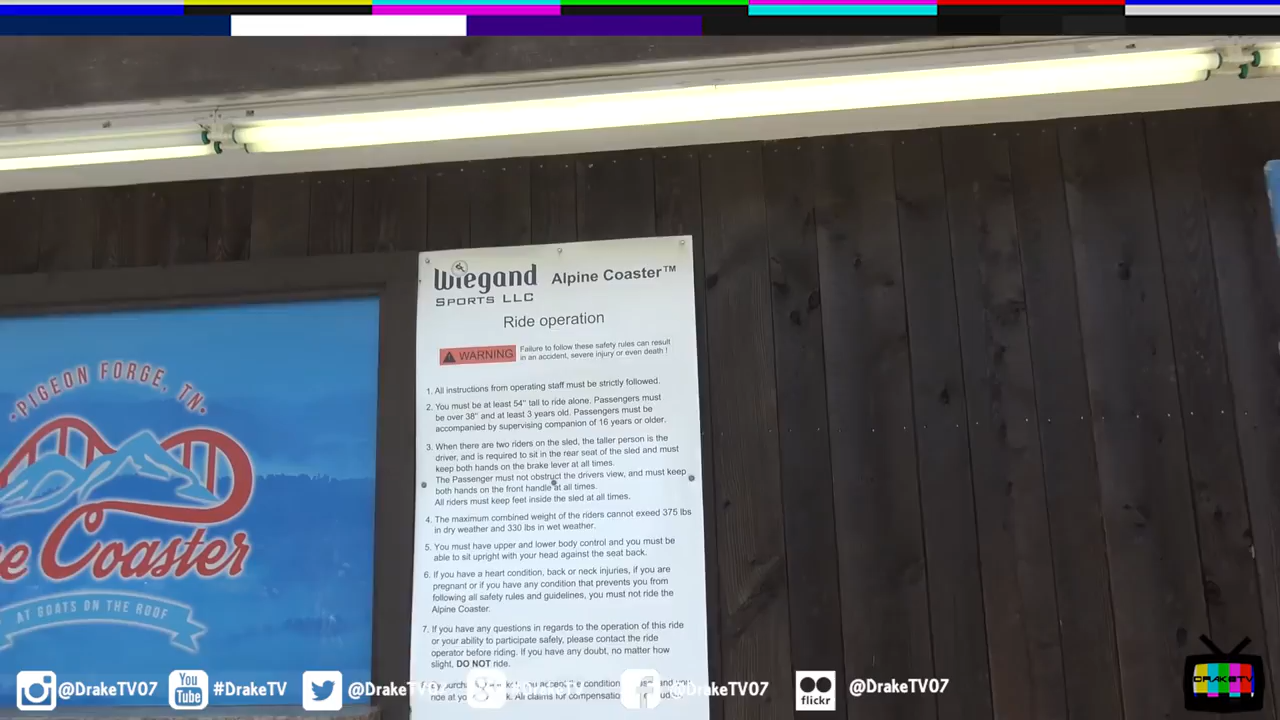 Wiegand
SPORTS LLC
Alpine Coaster™
Ride operation
WARNING
Failure to follow these safety rules can result
in an accident, severe injury or even death !
1. All instructions from operating staff must be strictly followed.
2. You must be at least 54" tall to ride alone. Passengers must
be over 38" and at least 3 years old. Passengers must be
accompanied by supervising companion of 16 years or older.
3. When there are two riders on the sled, the taller person is the
driver, and is required to sit in the rear seat of the sled and must
keep both hands on the brake lever at all times.
The Passenger must not obstruct the drivers view, and must keep
both hands on the front handle at all times.
All riders must keep feet inside the sled at all times.
4. The maximum combined weight of the riders cannot exeed 375 lbs
in dry weather and 330 lbs in wet weather.
5. You must have upper and lower body control and you must be
able to sit upright with your head against the seat back.
6. If you have a heart condition, back or neck injuries, if you are
pregnant or if you have any condition that prevents you from
following all safety rules and guidelines, you must not ride the
Alpine Coaster.
7. If you have any questions in regards to the operation of this ride
or your ability to participate safely, please contact the ride
operator before riding. If you have any doubt, no matter how
slight, DO NOT ride.
you accept the condition
ride at All claims for
PIGEON FORGE, TN.
Coaster
AT GOATS ON THE ROOF
@DrakeTV07
You
Tube
#DrakeTV
@DrakeTV07
@DrakeTV07
flickr
@DrakeTV07
DRAKETV